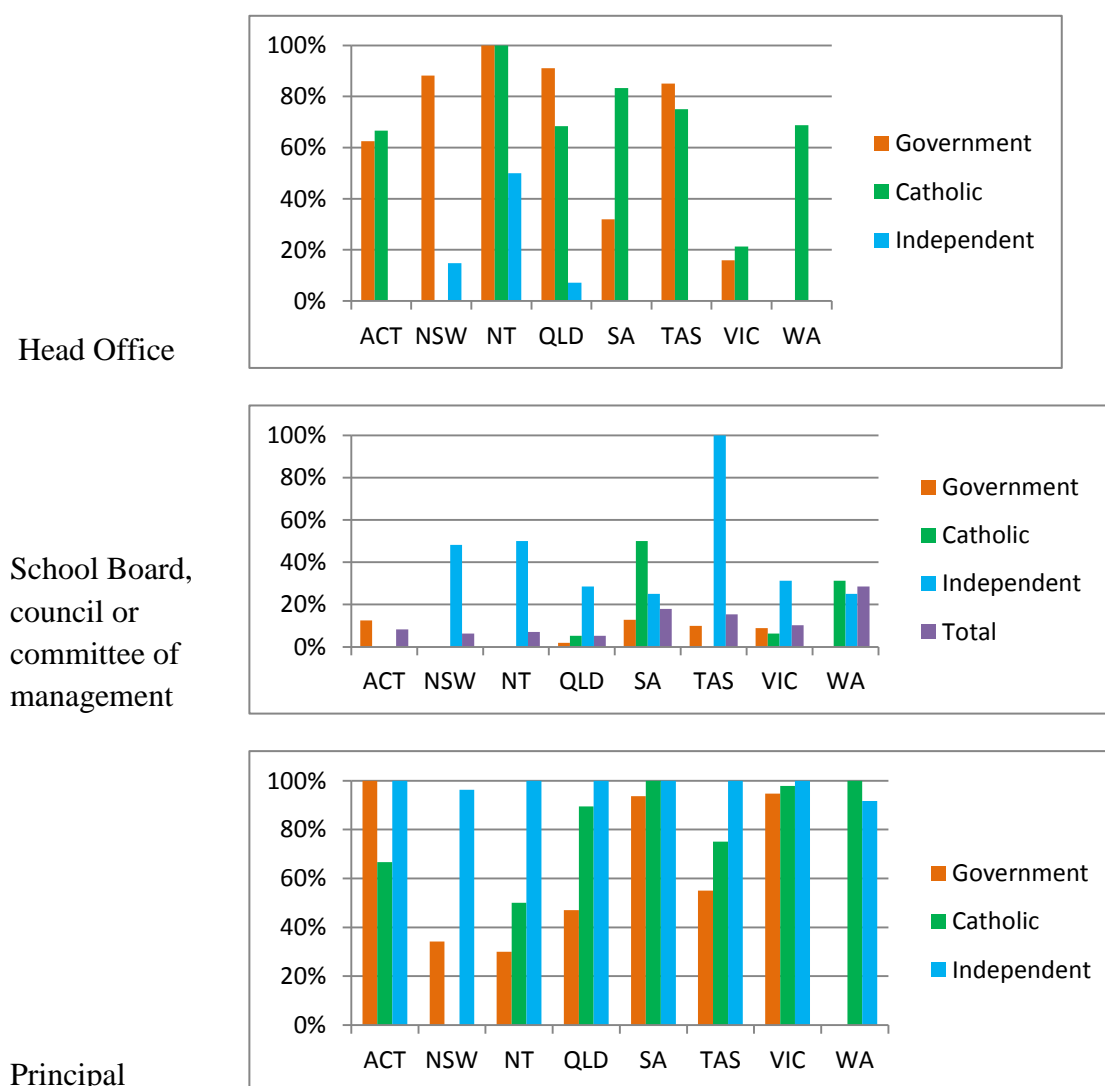 100%
80%
60%
40%
20%
0%
ACT NSW NT QLD SA TAS VIC WA
Government
Catholic
Independent
Head Office
100%
80%
60%
40%
20%
0%
ACT NSW NT QLD SA TAS VIC WA
Government
Catholic
Independent
Total
School Board,
council or
committee of
management
100%
80%
60%
40%
20%
0%
ACT NSW NT QLD SA TAS VIC WA
Government
Catholic
Independent
Principal